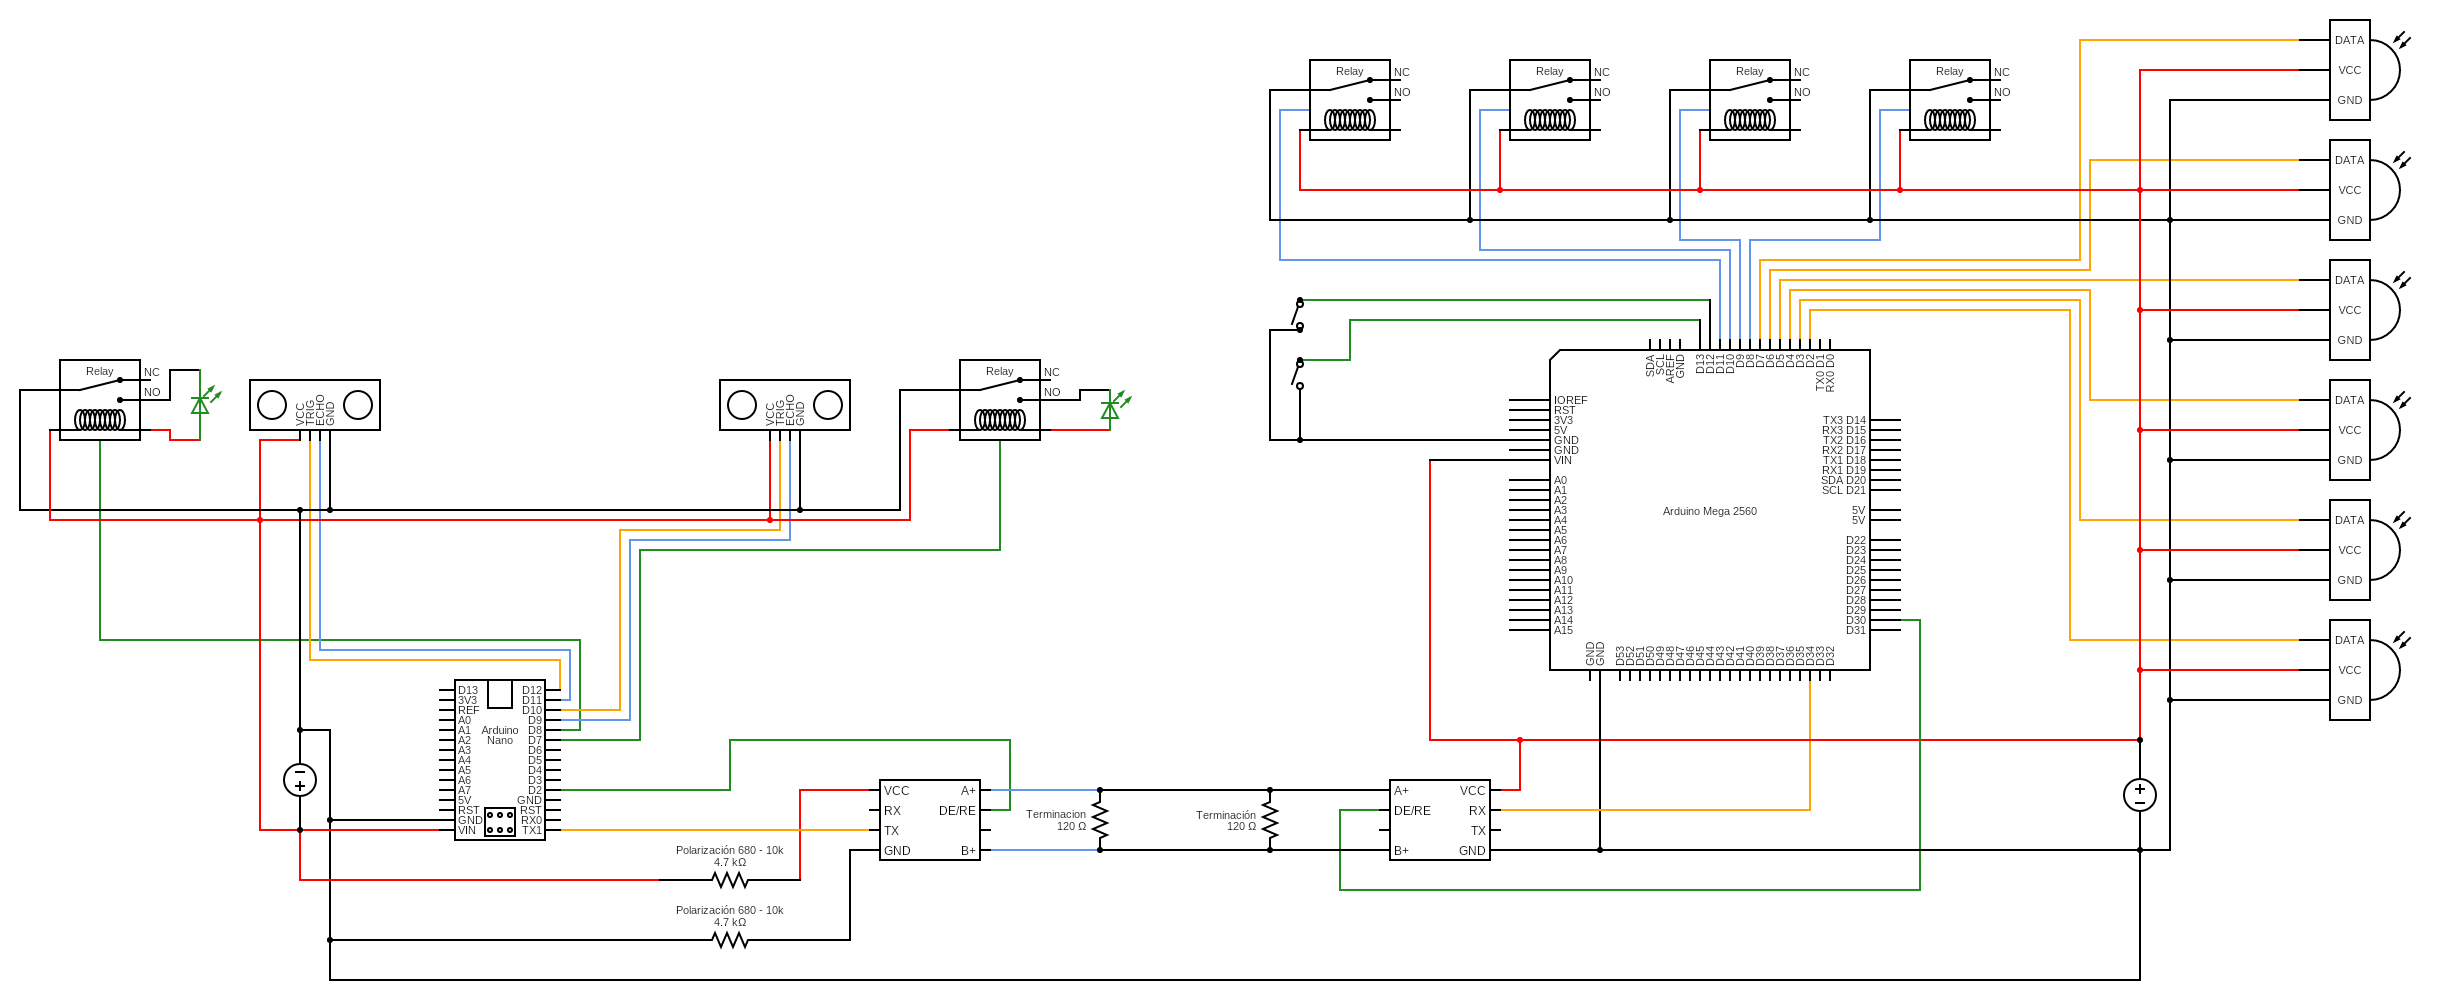 Relay
NC
NO
Relay
NC
NO
Relay
NC
NO
Relay
NC
NO
DATA
VCC
GND
DATA
VCC
GND
DATA
VCC
GND
DATA
VCC
GND
DATA
VCC
GND
DATA
VCC
GND
Relay
NC
NO
VCC
TRIG
ECHO
GND
VCC
TRIG
ECHO
GND
Relay
NC
NO
SDA
SCL
AREF
GND
D13
D12
D11
D10
D9
D8
D7
D6
D5
D4
D3
D2
TX0 D1
RX0 D0
IOREF
RST
3V3
5V
GND
GND
VIN
A0
A1
A2
A3
A4
A5
A6
A7
A8
A9
A10
A11
A12
A13
A14
A15
Arduino Mega 2560
TX3 D14
RX3 D15
TX2 D16
RX2 D17
TX1 D18
RX1 D19
SDA D20
SCL D21
5V
5V
D22
D23
D24
D25
D26
D27
D28
D29
D30
D31
GND
GND
D53
D52
D51
D50
D49
D48
D47
D46
D45
D44
D43
D42
D41
D40
D39
D38
D37
D36
D35
D34
D33
D32
D13
3V3
REF
A0
A1
A2
A3
A4
A5
A6
A7
5V
RST
GND
VIN
Arduino
Nano
D12
D11
D10
D9
D8
D7
D6
D5
D4
D3
D2
GND
RST
RX0
TX1
VCC
RX
TX
GND
A+
DE/RE
B+
Terminacion
120 Ω
Terminación
120 Ω
A+
DE/RE
B+
VCC
RX
TX
GND
Polarización 680 - 10k
4.7 kΩ
Polarización 680 - 10k
4.7 kΩ